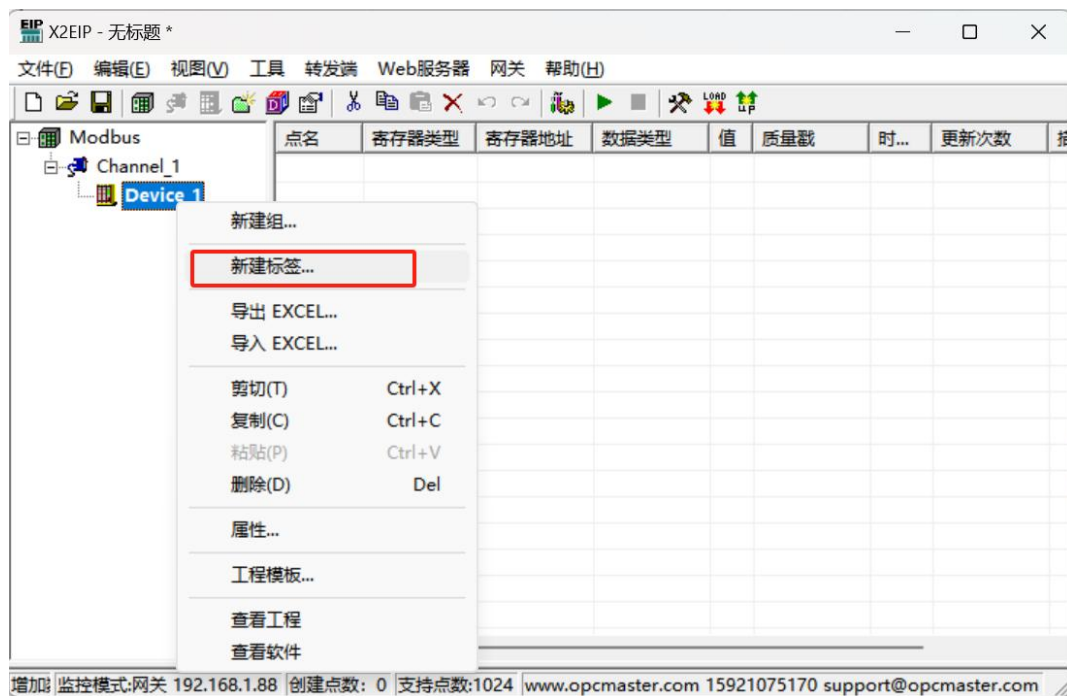 EIP X2EIP - 无标题 *
文件(F) 编辑(E) 视图(V) 工具 转发端 Web服务器 网关 帮助(H)
LOAD UP
Modbus
点名 寄存器类型 寄存器地址 数据类型 值 质量戳 时... 更新次数
Channel_1
Device_1
新建组...
新建标签...
导出 EXCEL...
导入 EXCEL...
剪切(T) Ctrl+X
复制(C) Ctrl+C
粘贴(P) Ctrl+V
删除(D) Del
属性...
工程模板...
查看工程
查看软件
增加 监控模式:网关 192.168.1.88 创建点数: 0 支持点数:1024 www.opcmaster.com 15921075170 support@opcmaster.com